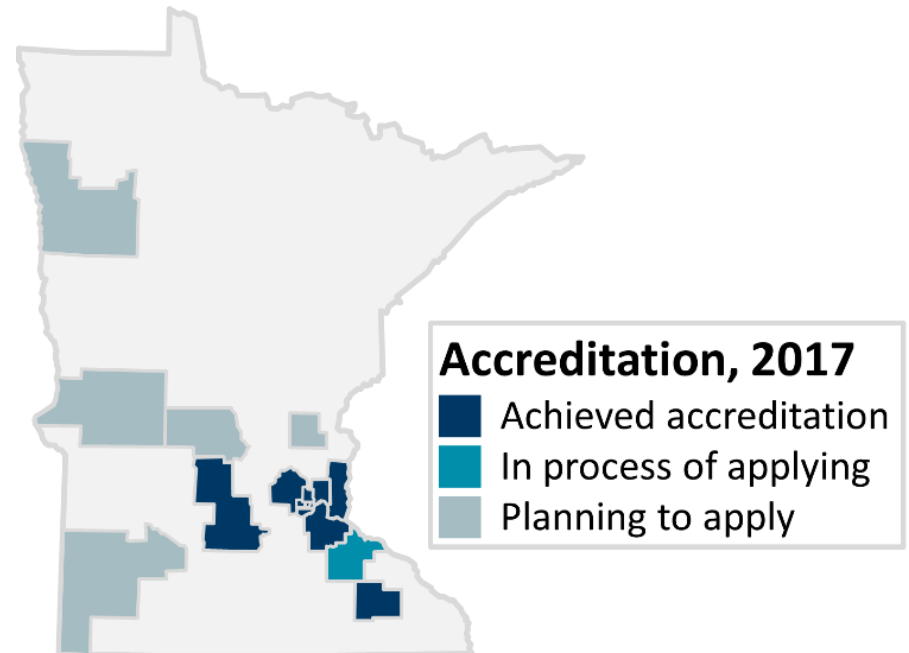 Accreditation, 2017
Achieved accreditation
In process of applying
Planning to apply